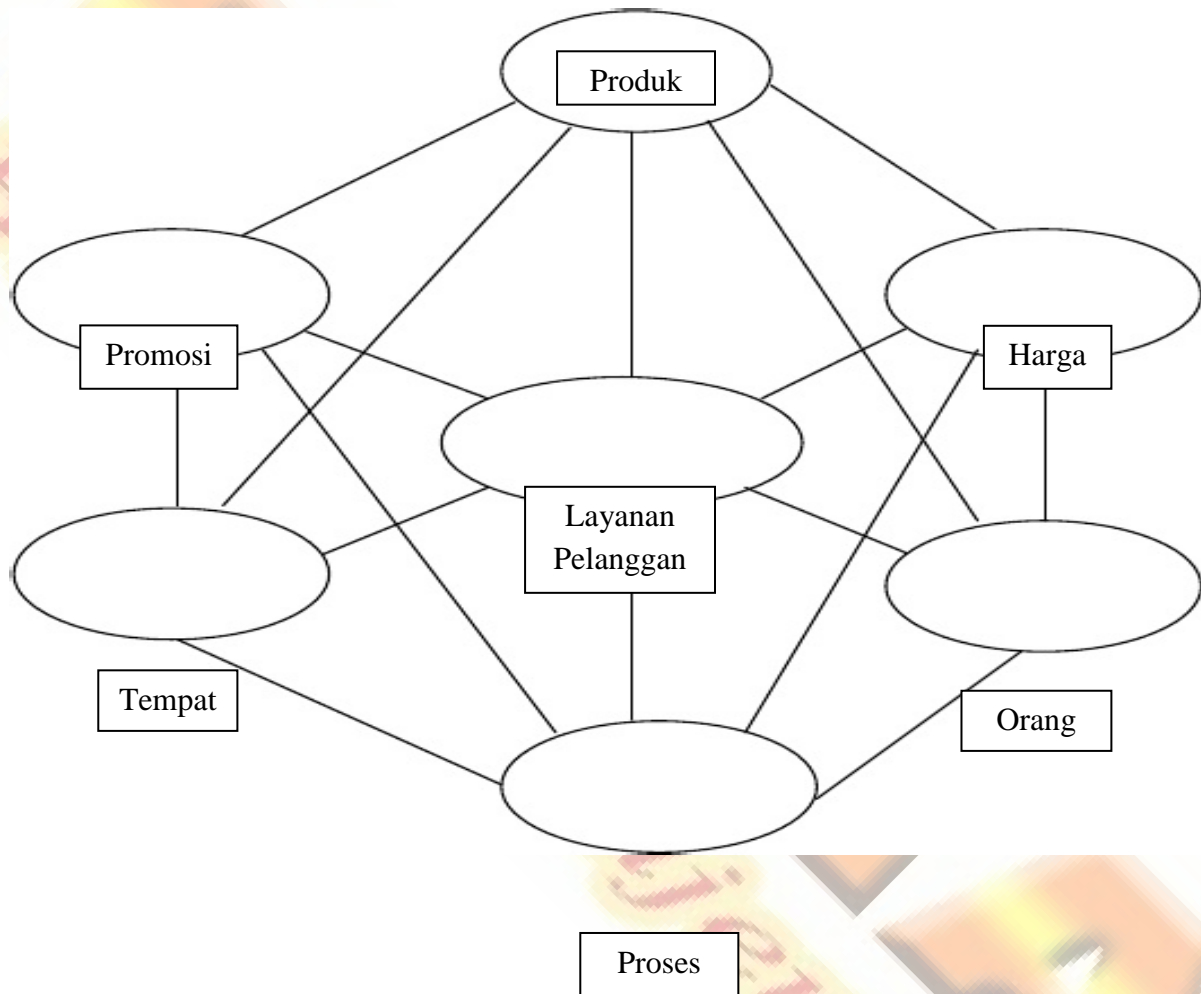 Produk
Promosi
Harga
Layanan
Pelanggan
Tempat
Orang
Proses